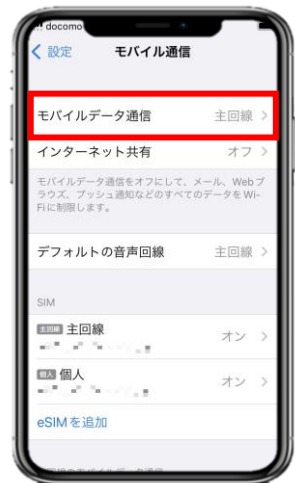 docomo
設定 モバイル通信
モバイルデータ通信 主回線
インターネット共有 オフ
モバイルデータ通信をオフにして、メール、Webブ
ラウズ、プッシュ通知などのすべてのデータをWi-
Fiに制限します。
デフォルトの音声回線 主回線
SIM
主回線 主回線 オン
個人 個人 オン
eSIMを追加